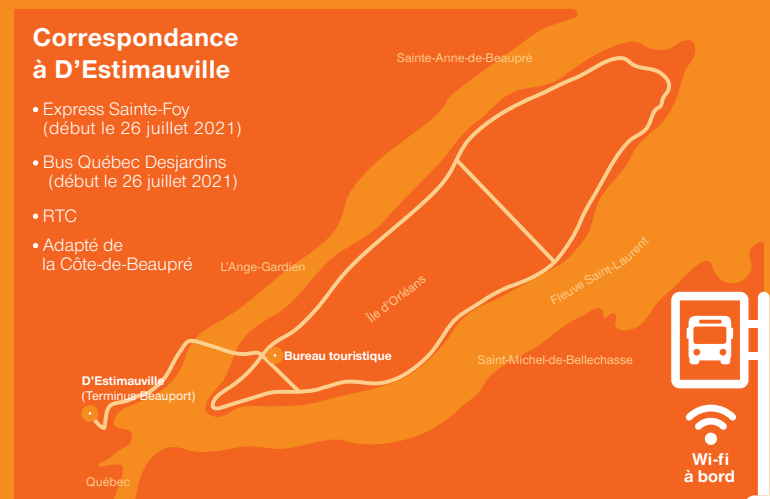 Correspondance
à D’Estimauville
• Express Sainte-Foy
(début le 26 juillet 2021)
• Bus Québec Desjardins
(début le 26 juillet 2021)
• RTC
• Adapté de
la Côte-de-Beaupré
Sainte-Anne-de-Beaupré
L’Ange-Gardien
Île d’Orléans
Fleuve Saint-Laurent
Bureau touristique
Saint-Michel-de-Bellechasse
D’Estimauville
(Terminus Beauport)
Québec
Wi-fi
à bord